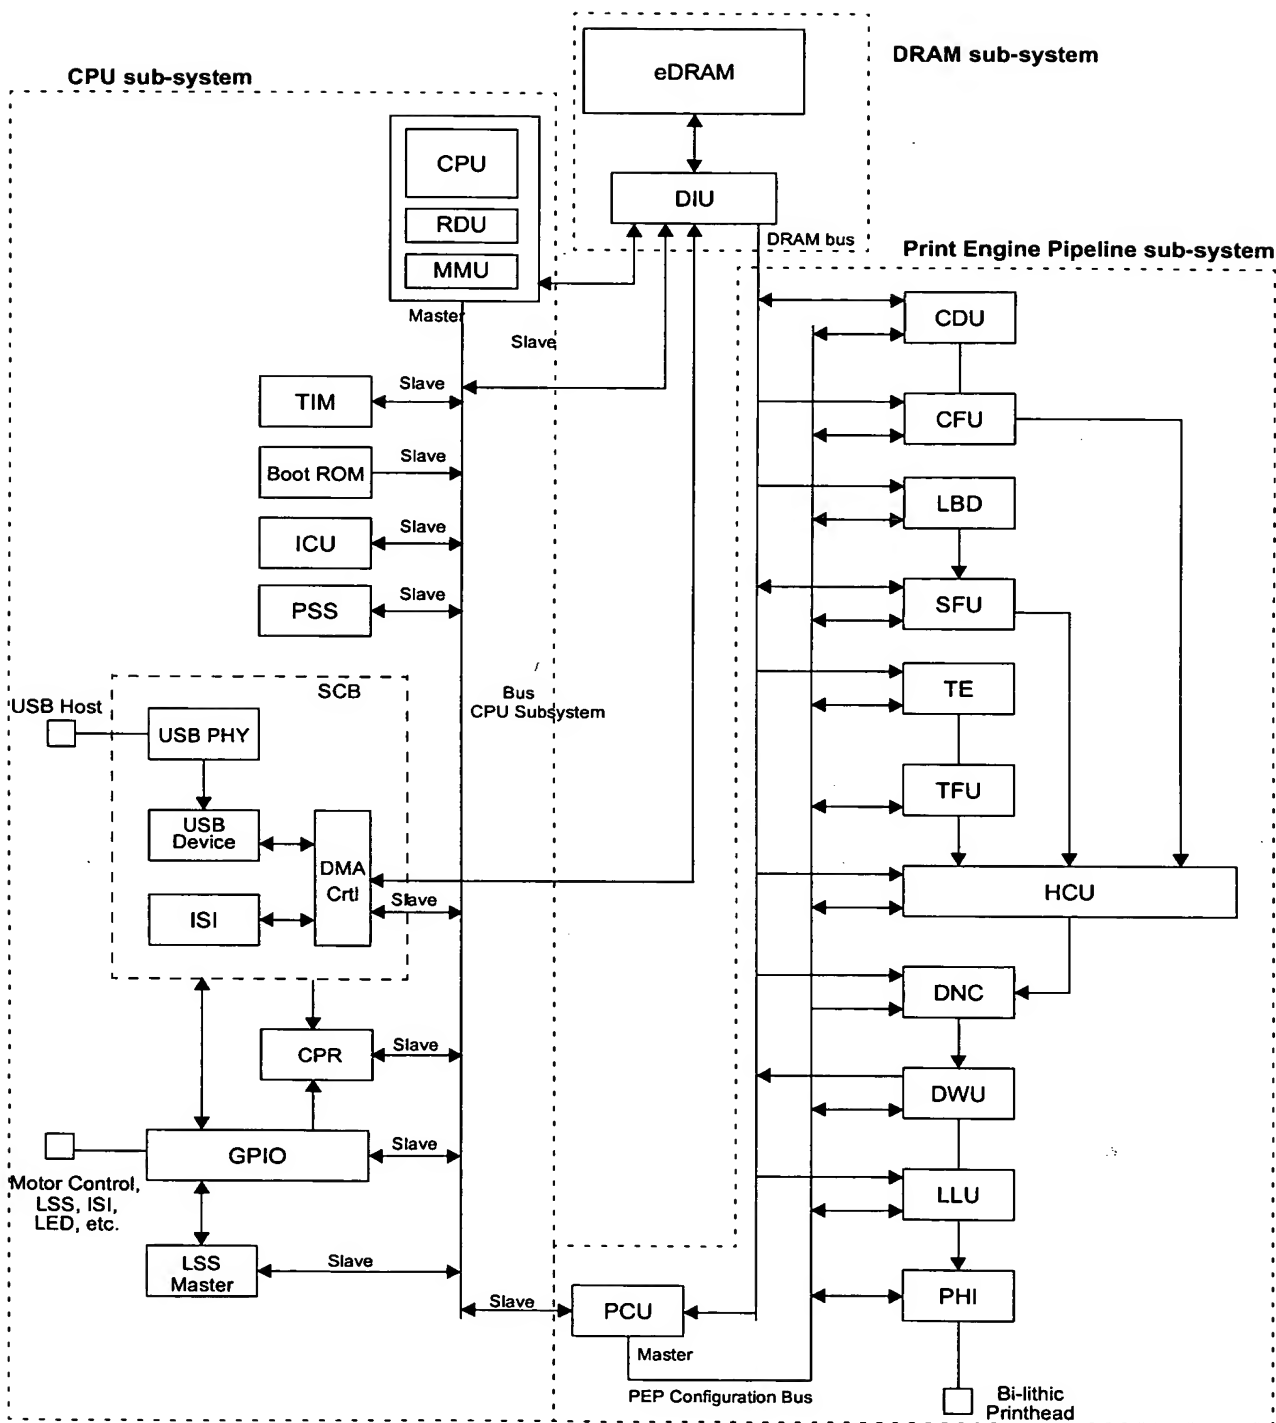 DRAM sub-system
CPU sub-system
eDRAM
CPU
RDU
MMU
DIU
DRAM bus
Print Engine Pipeline sub-system
Master
Slave
CDU
TIM
Slave
CFU
Boot ROM
Slave
LBD
ICU
Slave
PSS
Slave
SFU
SCB
Bus
CPU Subsystem
TE
USB Host
USB PHY
USB
Device
DMA
Crtl
Slave
ISI
TFU
HCU
DNC
CPR
Slave
DWU
GPIO
Slave
Motor Control,
LSS, ISI,
LED, etc.
LLU
LSS
Master
Slave
Slave
PCU
Master
PHI
PEP Configuration Bus
Bi-lithic
Printhead